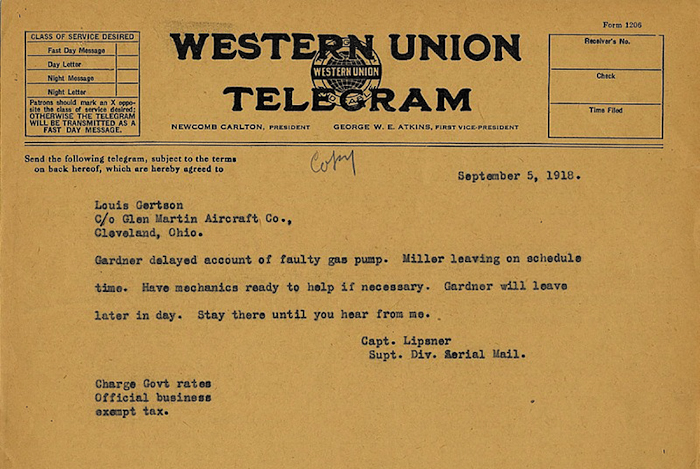 Form 1206
CLASS OF SERVICE DESIRED
Fast Day Message
Day Letter
Night Message
Night Letter
Patrons should mark an X oppo-
site the class of service desired;
OTHERWISE THE TELEGRAM
WILL BE TRANSMITTED AS A
FAST DAY MESSAGE.
WESTERN UNION
WESTERN UNION
TELEGRAM
NEWCOMB CARLTON, PRESIDENT GEORGE W. E. ATKINS, FIRST VICE-PRESIDENT
Receiver's No.
Check
Time Filed
Send the following telegram, subject to the terms
on back hereof, which are hereby agreed to
Copy
September 5, 1918.
Louis Gertson
C/o Glen Martin Aircraft Co.,
Cleveland, Ohio.
Gardner delayed account of faulty gas pump. Miller leaving on schedule
time. Have mechanics ready to help if necessary. Gardner will leave
later in day. Stay there until you hear from me.
Capt. Lipsner
Supt. Div. Aerial Mail.
Charge Govt rates
Official business
exempt tax.